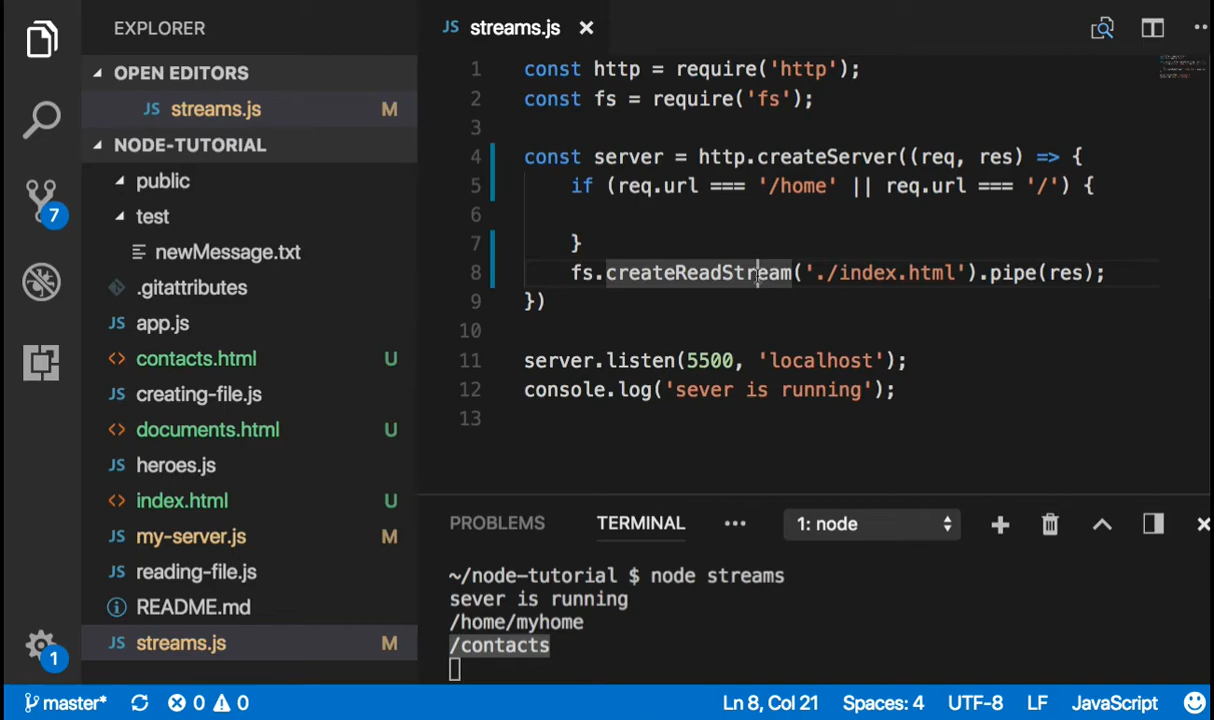 EXPLORER
OPEN EDITORS
JS streams.js M
NODE-TUTORIAL
public
test
newMessage.txt
.gitattributes
JS app.js
<> contacts.html U
JS creating-file.js
<> documents.html U
JS heroes.js
<> index.html U
JS my-server.js M
JS reading-file.js
README.md
JS streams.js M
7
1
JS streams.js
1 const http = require('http');
2 const fs = require('fs');
3
4 const server = http.createServer((req, res) => {
5 if (req.url === '/home' || req.url === '/') {
6
7 }
8 fs.createReadStream('./index.html').pipe(res);
9 })
10
11 server.listen(5500, 'localhost');
12 console.log('sever is running');
13
PROBLEMS TERMINAL ••• 1: node
~/node-tutorial $ node streams
sever is running
/home/myhome
/contacts
master* 0 0 Ln 8, Col 21 Spaces: 4 UTF-8 LF JavaScript